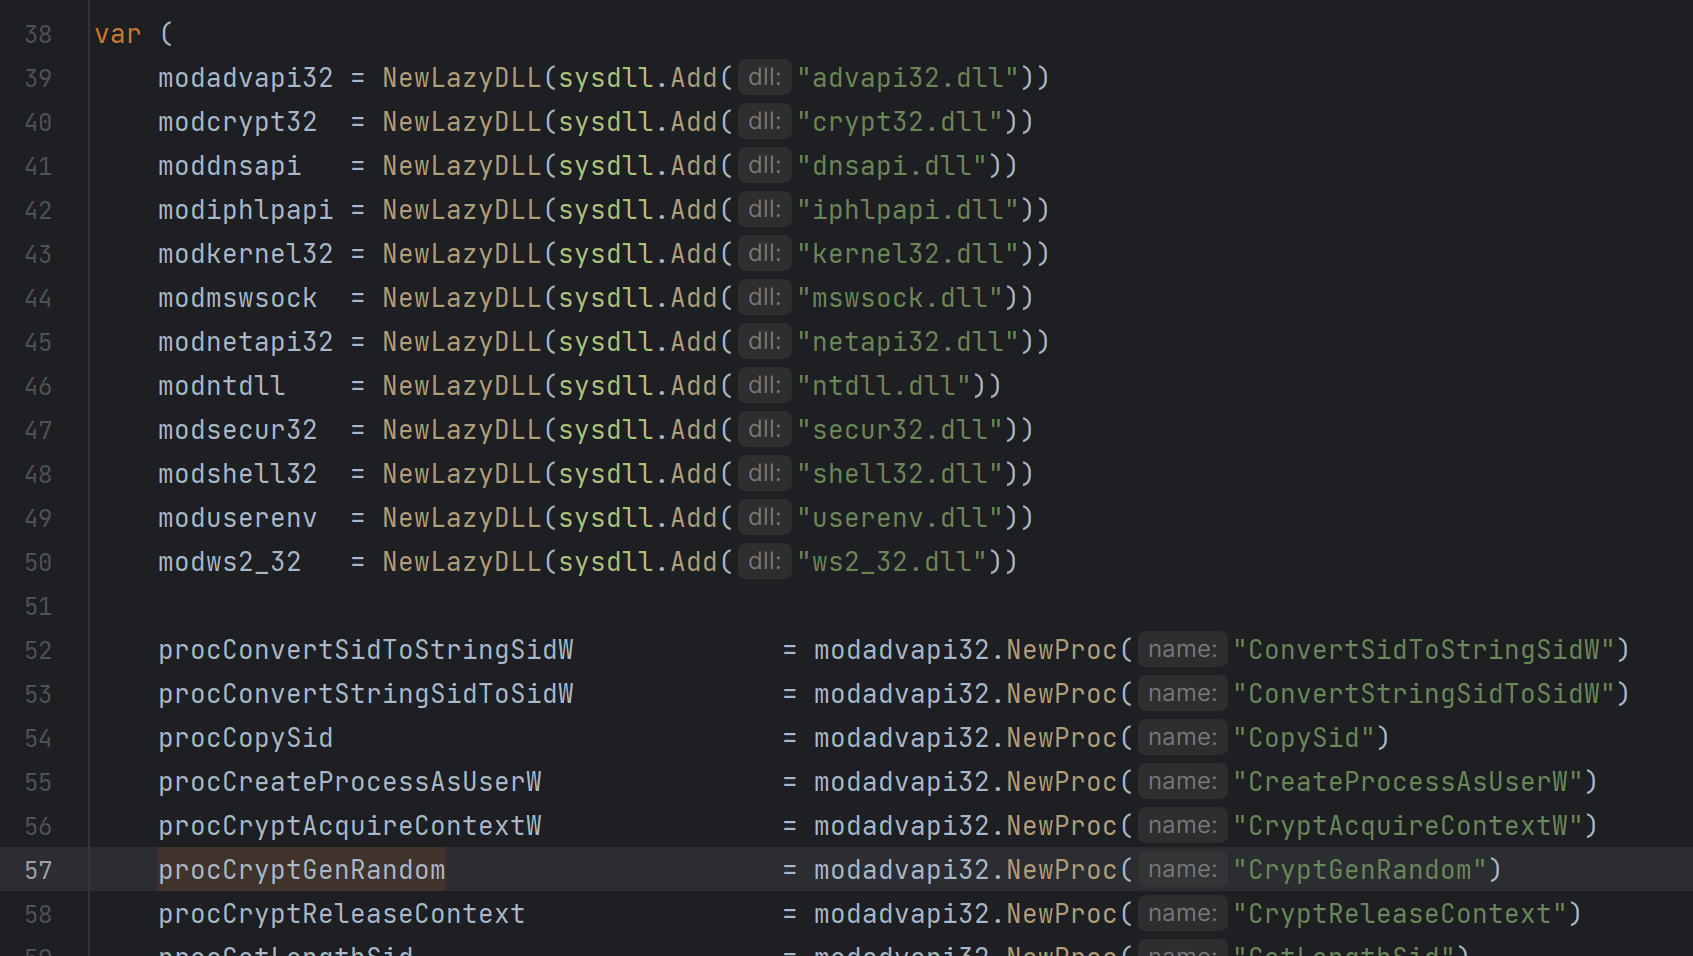 38 var (
39 modadvapi32 = NewLazyDLL(sysdll.Add( dll: "advapi32.dll"))
40 modcrypt32 = NewLazyDLL(sysdll.Add( dll: "crypt32.dll"))
41 moddnsapi = NewLazyDLL(sysdll.Add( dll: "dnsapi.dll"))
42 modiphlpapi = NewLazyDLL(sysdll.Add( dll: "iphlpapi.dll"))
43 modkernel32 = NewLazyDLL(sysdll.Add( dll: "kernel32.dll"))
44 modmswsock = NewLazyDLL(sysdll.Add( dll: "mswsock.dll"))
45 modnetapi32 = NewLazyDLL(sysdll.Add( dll: "netapi32.dll"))
46 modntdll = NewLazyDLL(sysdll.Add( dll: "ntdll.dll"))
47 modsecur32 = NewLazyDLL(sysdll.Add( dll: "secur32.dll"))
48 modshell32 = NewLazyDLL(sysdll.Add( dll: "shell32.dll"))
49 moduserenv = NewLazyDLL(sysdll.Add( dll: "userenv.dll"))
50 modws2_32 = NewLazyDLL(sysdll.Add( dll: "ws2_32.dll"))
51
52 procConvertSidToStringSidW = modadvapi32.NewProc( name: "ConvertSidToStringSidW")
53 procConvertStringSidToSidW = modadvapi32.NewProc( name: "ConvertStringSidToSidW")
54 procCopySid = modadvapi32.NewProc( name: "CopySid")
55 procCreateProcessAsUserW = modadvapi32.NewProc( name: "CreateProcessAsUserW")
56 procCryptAcquireContextW = modadvapi32.NewProc( name: "CryptAcquireContextW")
57 procCryptGenRandom = modadvapi32.NewProc( name: "CryptGenRandom")
58 procCryptReleaseContext = modadvapi32.NewProc( name: "CryptReleaseContext")
59 procGetLengthSid = modadvapi32.NewProc( name: "GetLengthSid")